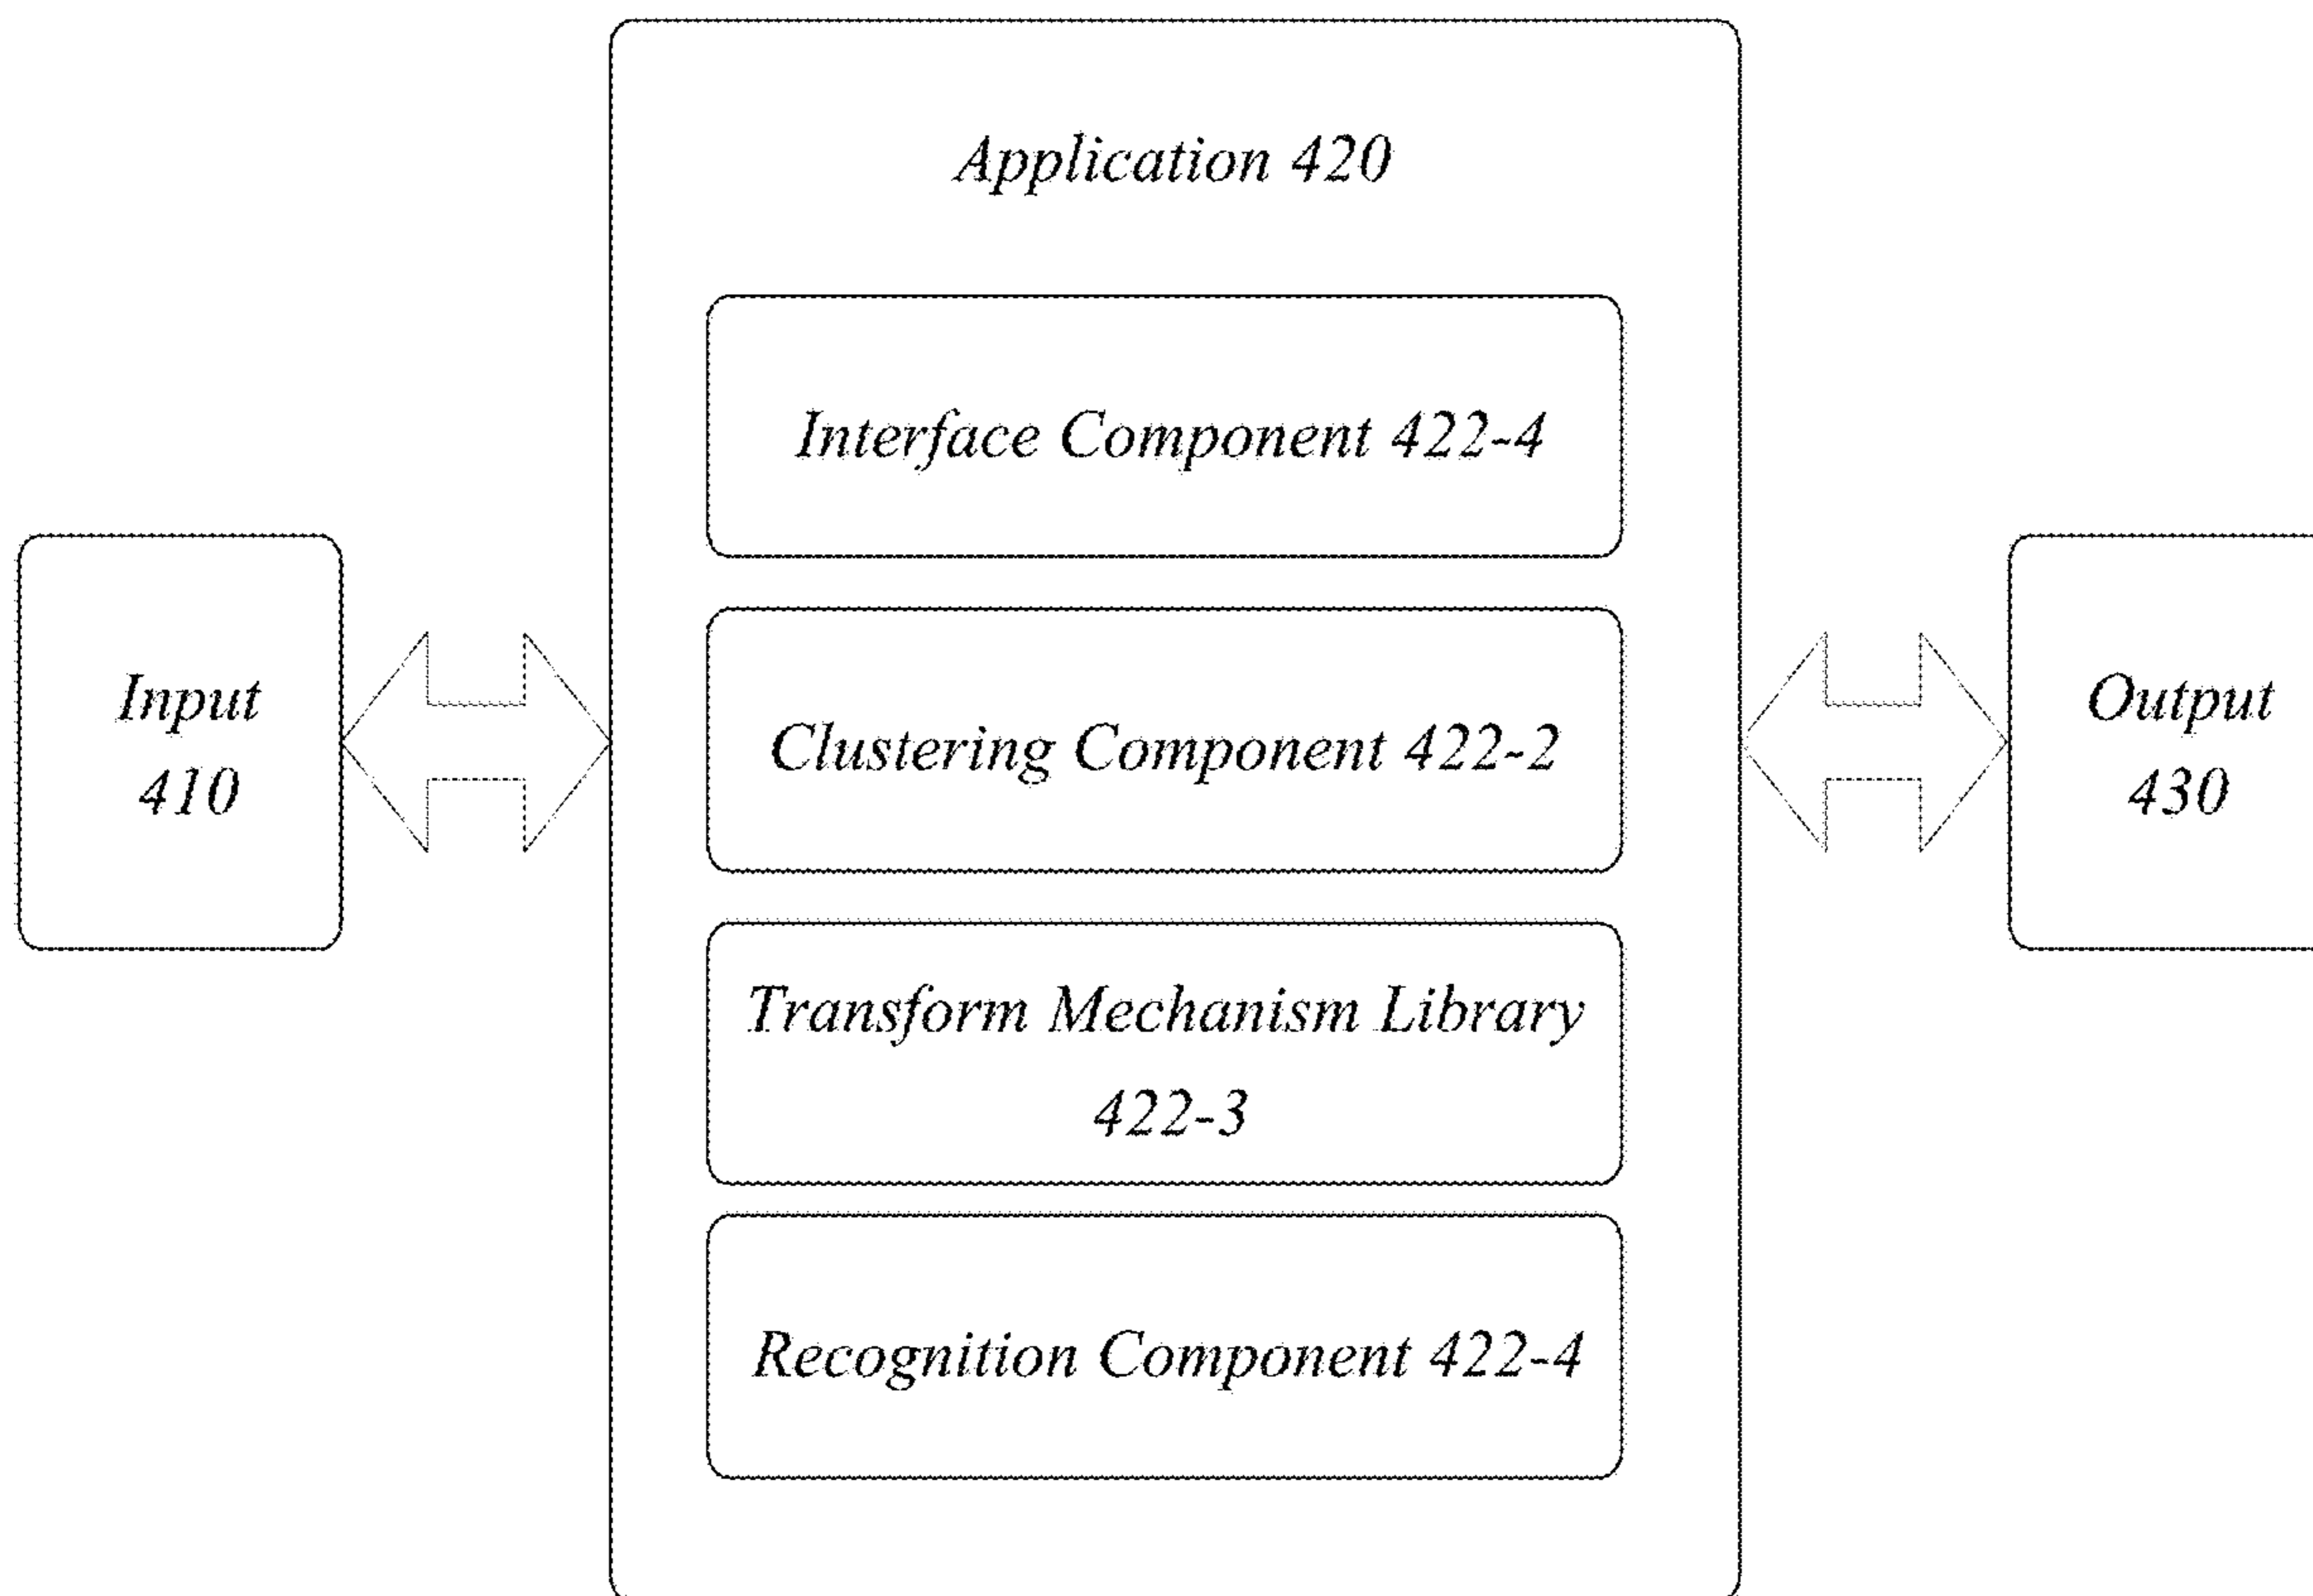 Application 420
Interface Component 422-4
Input
410
Clustering Component 422-2
Output
430
Transform Mechanism Library
422-3
Recognition Component 422-4